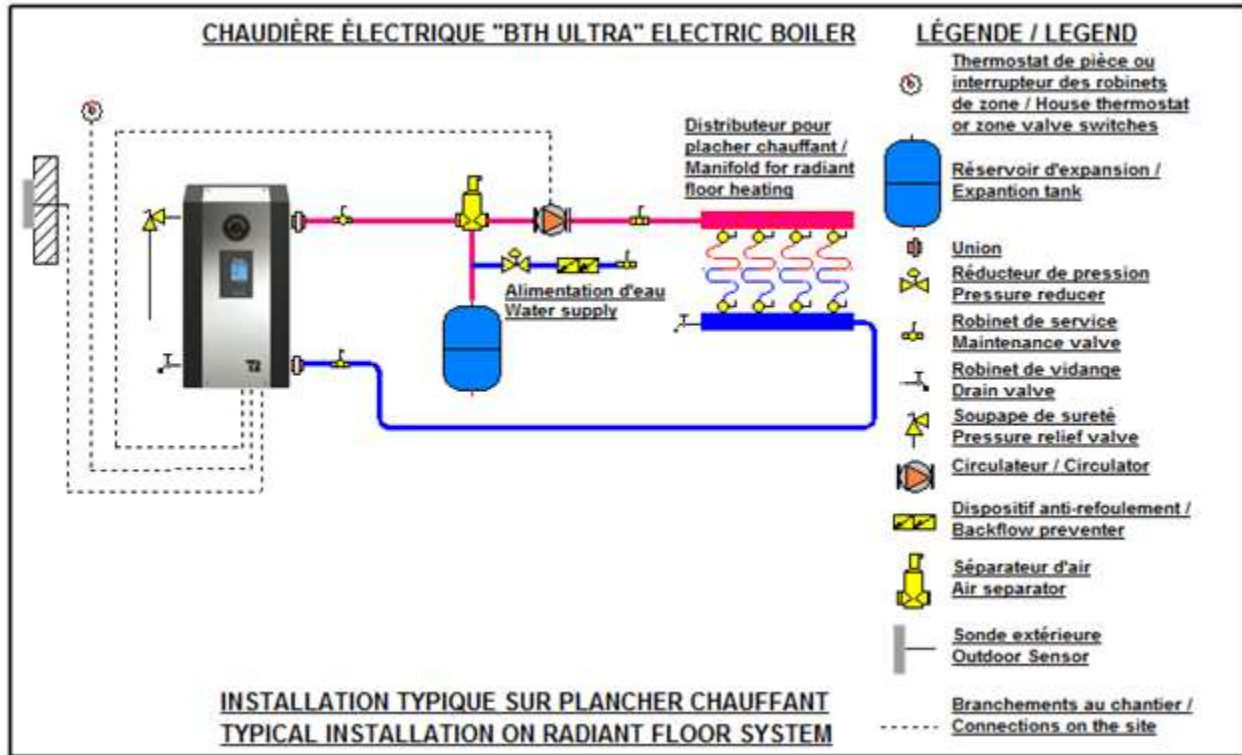 CHAUDIÈRE ÉLECTRIQUE "BTH ULTRA" ELECTRIC BOILER
LÉGENDE / LEGEND
Thermostat de pièce ou
interrupteur des robinets
de zone / House thermostat
or zone valve switches
Distributeur pour
placher chauffant /
Manifold for radiant
floor heating
Réservoir d'expansion /
Expantion tank
Union
Réducteur de pression
Pressure reducer
Alimentation d'eau
Water supply
Robinet de service
Maintenance valve
Robinet de vidange
Drain valve
Soupape de sureté
Pressure relief valve
Circulateur / Circulator
Dispositif anti-refoulement /
Backflow preventer
Séparateur d'air
Air separator
Sonde extérieure
Outdoor Sensor
Branchements au chantier /
Connections on the site
INSTALLATION TYPIQUE SUR PLANCHER CHAUFFANT
TYPICAL INSTALLATION ON RADIANT FLOOR SYSTEM